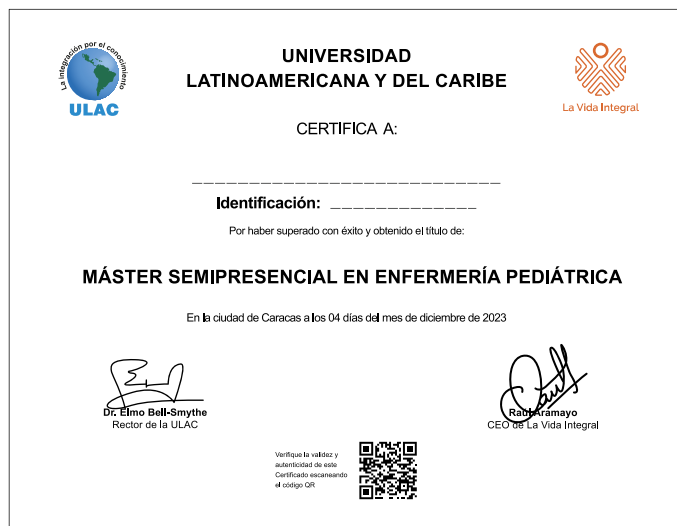 La integración por el conocimiento
ULAC
UNIVERSIDAD
LATINOAMERICANA Y DEL CARIBE
La Vida Integral
CERTIFICA A:
____________________________
Identificación: _____________
Por haber superado con éxito y obtenido el título de:
MÁSTER SEMIPRESENCIAL EN ENFERMERÍA PEDIÁTRICA
En la ciudad de Caracas a los 04 días del mes de diciembre de 2023
Dr. Elmo Bell-Smythe
Rector de la ULAC
Raúl Aramayo
CEO de La Vida Integral
Verifique la validez y
autenticidad de este
Certificado escaneando
el código QR